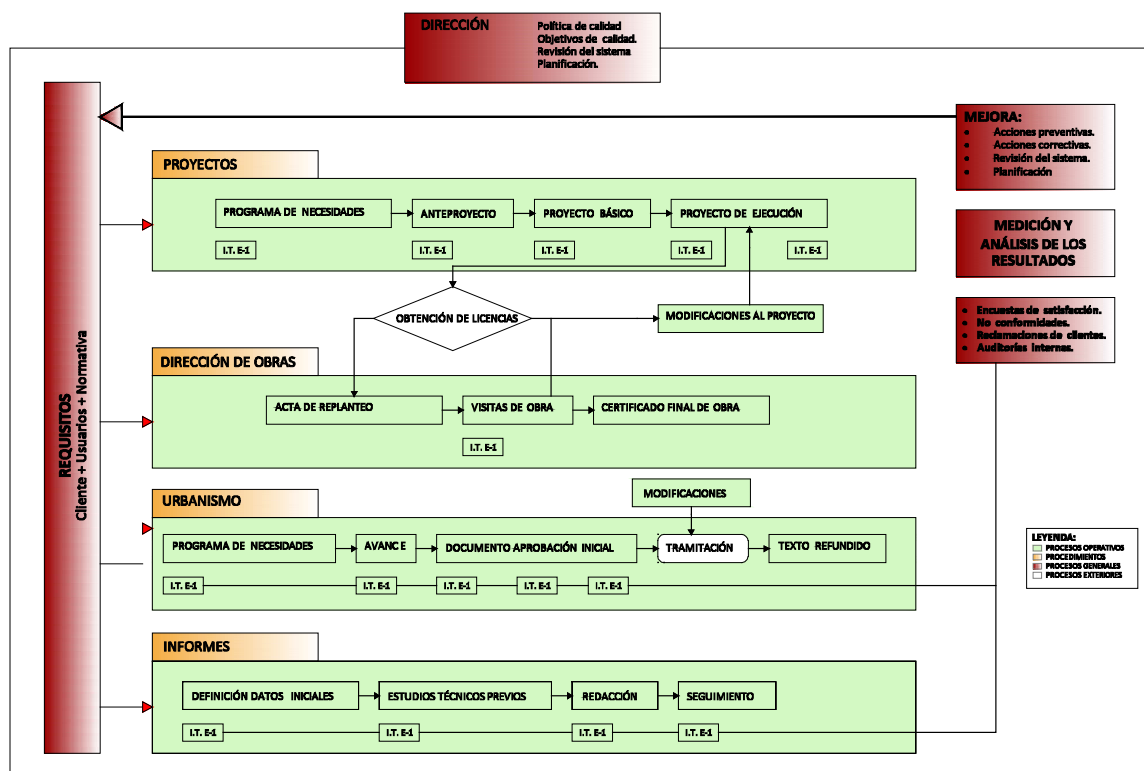 DIRECCIÓN
Política de calidad
Objetivos de calidad.
Revisión del sistema
Planificación.
REQUISITOS
Cliente + Usuarios + Normativa
MEJORA:
• Acciones preventivas.
• Acciones correctivas.
• Revisión del sistema.
• Planificación
PROYECTOS
PROGRAMA DE NECESIDADES
ANTEPROYECTO
PROYECTO BÁSICO
PROYECTO DE EJECUCIÓN
I.T. E-1
I.T. E-1
I.T. E-1
I.T. E-1
I.T. E-1
MEDICIÓN Y
ANÁLISIS DE LOS
RESULTADOS
OBTENCIÓN DE LICENCIAS
MODIFICACIONES AL PROYECTO
• Encuestas de satisfacción.
• No conformidades.
• Reclamaciones de clientes.
• Auditorías internas.
DIRECCIÓN DE OBRAS
ACTA DE REPLANTEO
VISITAS DE OBRA
CERTIFICADO FINAL DE OBRA
I.T. E-1
URBANISMO
MODIFICACIONES
PROGRAMA DE NECESIDADES
AVANCE
DOCUMENTO APROBACIÓN INICIAL
TRAMITACIÓN
TEXTO REFUNDIDO
I.T. E-1
I.T. E-1
I.T. E-1
I.T. E-1
I.T. E-1
LEYENDA:
PROCESOS OPERATIVOS
PROCEDIMIENTOS
PROCESOS GENERALES
PROCESOS EXTERIORES
INFORMES
DEFINICIÓN DATOS INICIALES
ESTUDIOS TÉCNICOS PREVIOS
REDACCIÓN
SEGUIMIENTO
I.T. E-1
I.T. E-1
I.T. E-1
I.T. E-1